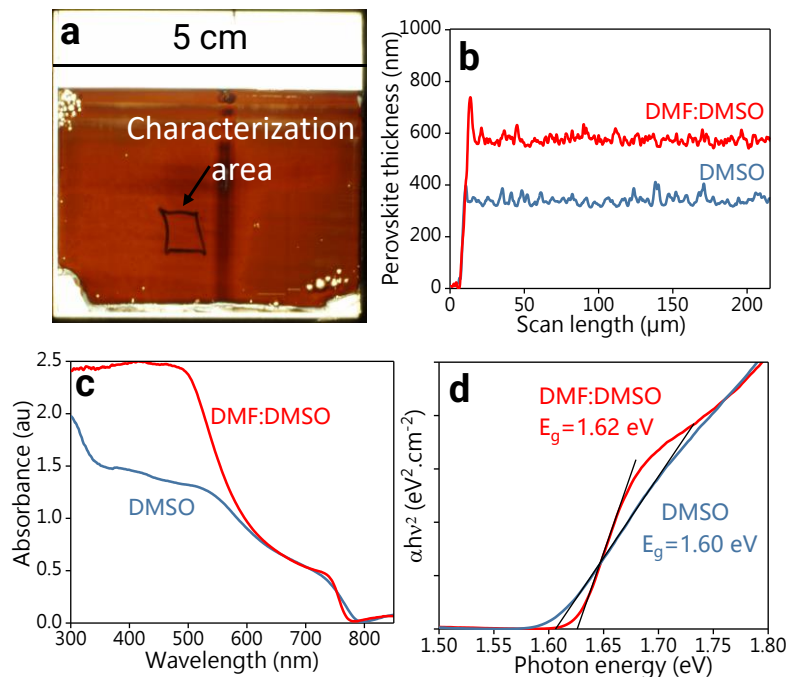 a
5 cm
Characterization
area
b
Perovskite thickness (nm)
1000
800
600
400
200
0
DMF:DMSO
DMSO
0
50
100
150
200
Scan length (µm)
c
Absorbance (au)
2.5
2.0
1.5
1.0
0.5
0.0
DMF:DMSO
DMSO
300
400
500
600
700
800
Wavelength (nm)
d
αhν² (eV².cm⁻²)
DMF:DMSO
E₉=1.62 eV
DMSO
E₉=1.60 eV
1.50
1.55
1.60
1.65
1.70
1.75
1.80
Photon energy (eV)